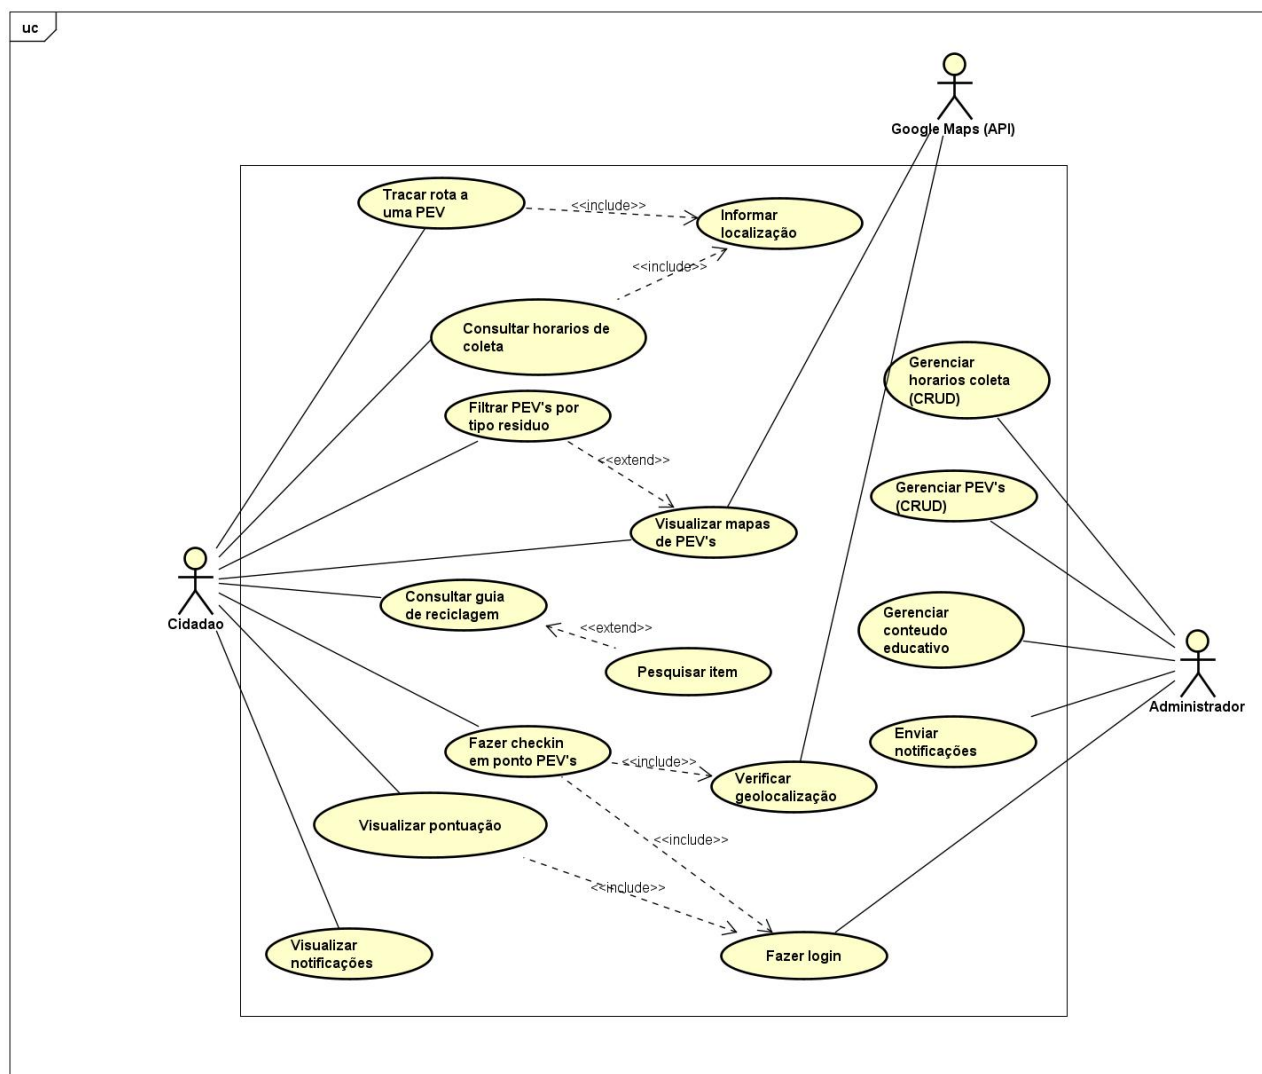 uc
Google Maps (API)
Tracar rota a
uma PEV
<<include>>
Informar
localização
<<include>>
Consultar horarios de
coleta
Gerenciar
horarios coleta
(CRUD)
Filtrar PEV's por
tipo residuo
<<extend>>
Gerenciar PEV's
(CRUD)
Visualizar mapas
de PEV's
Cidadao
Consultar guia
de reciclagem
<<extend>>
Gerenciar
conteudo
educativo
Pesquisar item
Administrador
Fazer checkin
em ponto PEV's
<<include>>
Enviar
notificações
Verificar
geolocalização
Visualizar pontuação
<<include>>
<<include>>
Visualizar
notificações
Fazer login